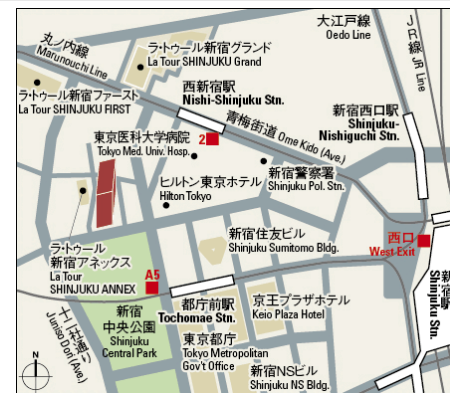 大江戸線
Oedo Line
JR線 JR Line
丸ノ内線
Marunouchi Line
ラ・トゥール新宿グランド
La Tour SHINJUKU Grand
西新宿駅
Nishi-Shinjuku Stn.
ラ・トゥール新宿ファースト
La Tour SHINJUKU FIRST
青梅街道 Ome Kido (Ave.)
新宿西口駅
Shinjuku-
Nishiguchi Stn.
東京医科大学病院
Tokyo Med. Univ. Hosp.
2
ヒルトン東京ホテル
Hilton Tokyo
新宿警察署
Shinjuku Pol. Stn.
新宿住友ビル
Shinjuku Sumitomo Bldg.
西口
West Exit
新宿駅
Shinjuku Stn.
ラ・トゥール
新宿アネックス
La Tour
SHINJUKU ANNEX
A5
新宿
中央公園
Shinjuku
Central Park
都庁前駅
Tochomae Stn.
京王プラザホテル
Keio Plaza Hotel
十二社通り
Juniso Dori (Ave.)
東京都庁
Tokyo Metropolitan
Gov't Office
新宿NSビル
Shinjuku NS Bldg.
N